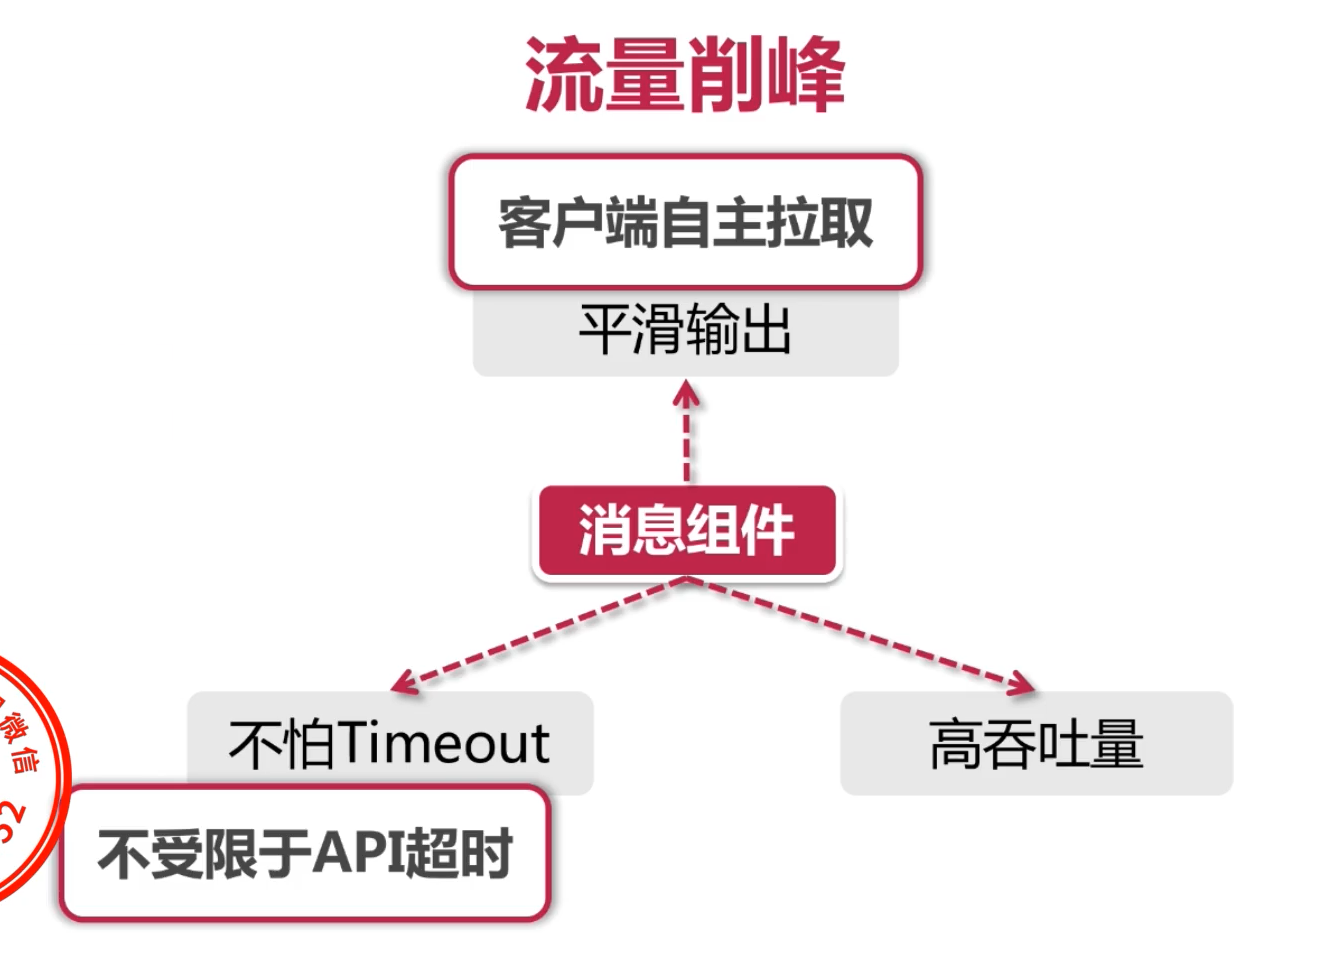 流量削峰
客户端自主拉取
平滑输出
消息组件
不怕Timeout
高吞吐量
不受限于API超时
微信